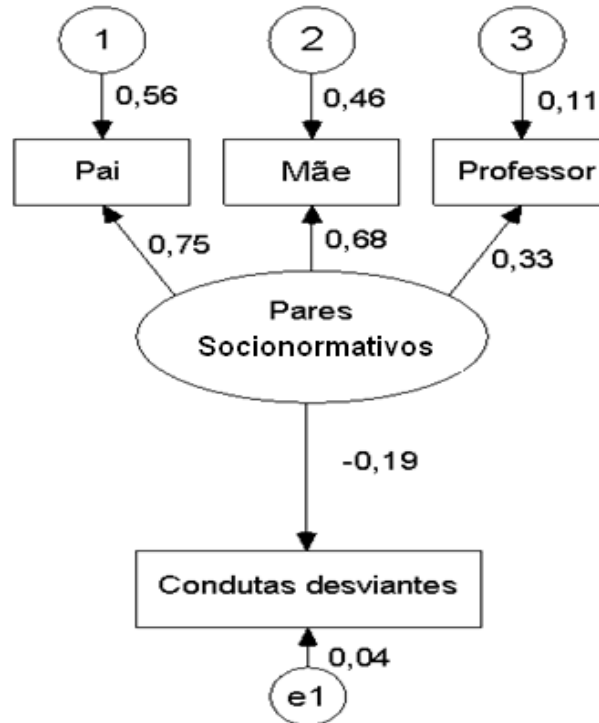 1 2 3
0,56 0,46 0,11
Pai Mãe Professor
0,75 0,68 0,33
Pares
Socionormativos
-0,19
Condutas desviantes
0,04
e1